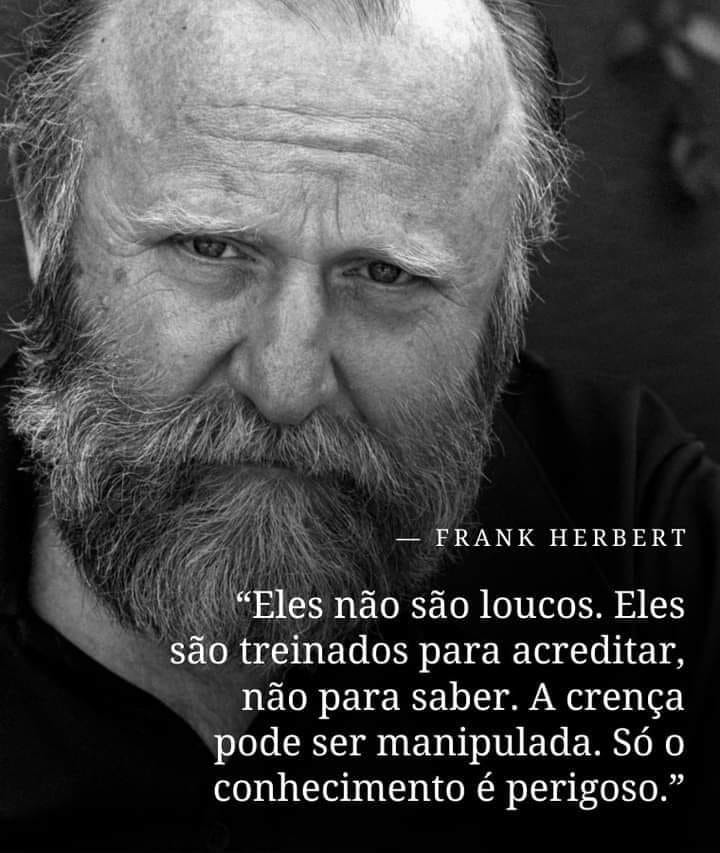 — FRANK HERBERT
“Eles não são loucos. Eles
são treinados para acreditar,
não para saber. A crença
pode ser manipulada. Só o
conhecimento é perigoso.”